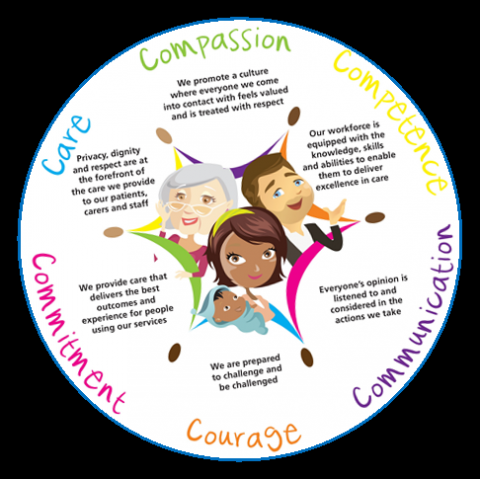 Compassion
We promote a culture
where everyone we come
into contact with feels valued
and is treated with respect
Competence
Our workforce is
equipped with the
knowledge, skills
and abilities to enable
them to deliver
excellence in care
Communication
Everyone's opinion is
listened to and
considered in the
actions we take
Courage
We are prepared
to challenge and
be challenged
Commitment
We provide care that
delivers the best
outcomes and
experience for people
using our services
Care
Privacy, dignity
and respect are at
the forefront of
the care we provide
to our patients,
carers and staff